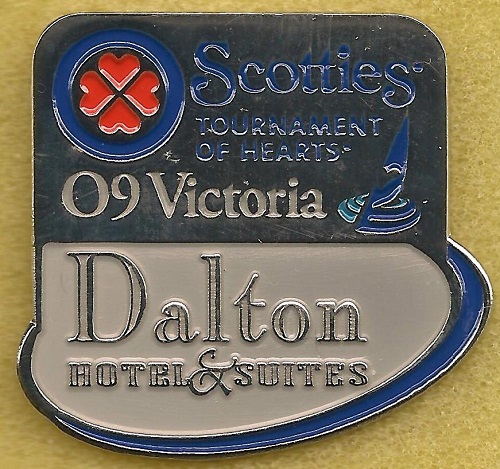 Scotties
TOURNAMENT
OF HEARTS
09 Victoria
Dalton
HOTEL & SUITES